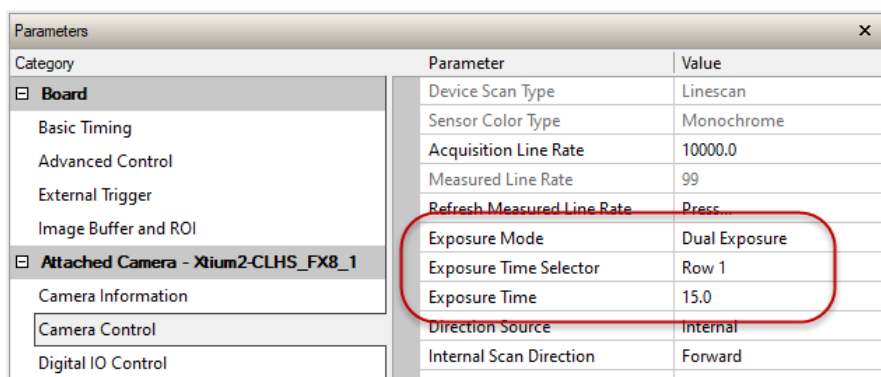 Parameters
Category
Board
Basic Timing
Advanced Control
External Trigger
Image Buffer and ROI
Attached Camera - Xtium2-CLHS_FX8_1
Camera Information
Camera Control
Digital IO Control
Parameter Value
Device Scan Type Linescan
Sensor Color Type Monochrome
Acquisition Line Rate 10000.0
Measured Line Rate 99
Refresh Measured Line Rate Press...
Exposure Mode Dual Exposure
Exposure Time Selector Row 1
Exposure Time 15.0
Direction Source Internal
Internal Scan Direction Forward